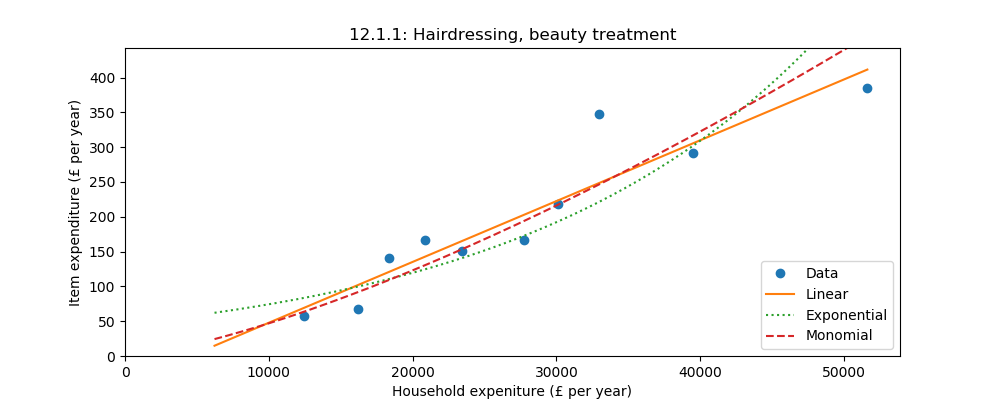 12.1.1: Hairdressing, beauty treatment
Item expenditure (£ per year)
400
350
300
250
200
150
100
50
0
Data
Linear
Exponential
Monomial
0 10000 20000 30000 40000 50000
Household expeniture (£ per year)